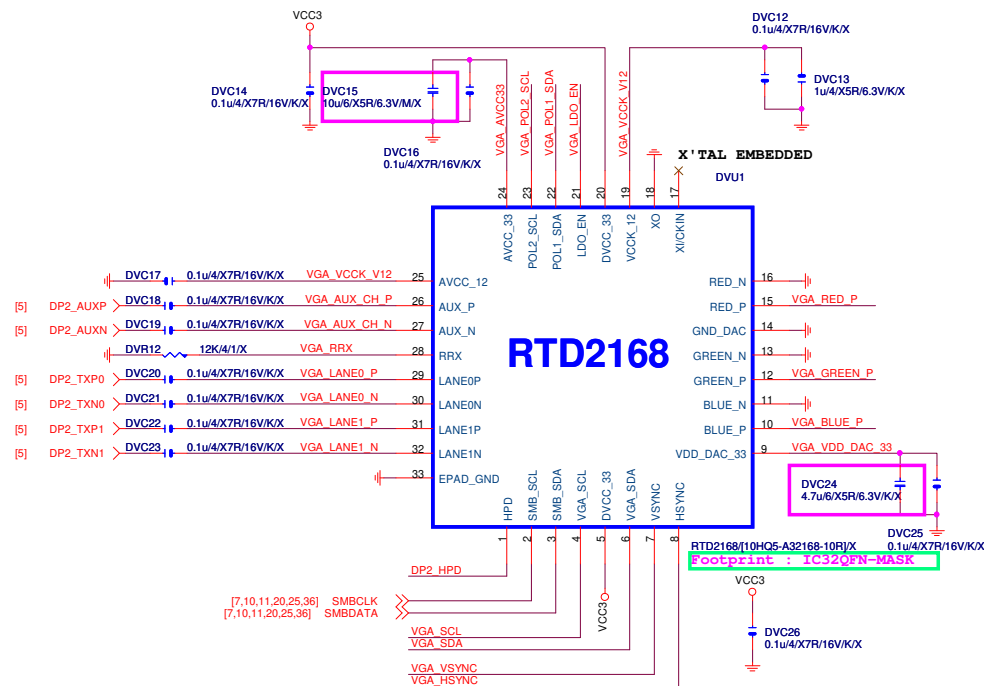 VCC3
DVC12
0.1u/4/X7R/16V/K/X
DVC14
0.1u/4/X7R/16V/K/X
DVC15
10u/6/X5R/6.3V/M/X
DVC13
1u/4/X5R/6.3V/K/X
DVC16
0.1u/4/X7R/16V/K/X
VGA_AVCC33
VGA_POL2_SCL
VGA_POL1_SDA
VGA_LDO_EN
VGA_VCCK_V12
X'TAL EMBEDDED
DVU1
24
23
22
21
20
19
18
17
AVCC_33
POL2_SCL
POL1_SDA
LDO_EN
DVCC_33
VCCK_12
XO
XI/CKIN
DVC17 0.1u/4/X7R/16V/K/X VGA_VCCK_V12 25 AVCC_12
[5] DP2_AUXP DVC18 0.1u/4/X7R/16V/K/X VGA_AUX_CH_P 26 AUX_P
[5] DP2_AUXN DVC19 0.1u/4/X7R/16V/K/X VGA_AUX_CH_N 27 AUX_N
DVR12 12K/4/1/X VGA_RRX 28 RRX
[5] DP2_TXP0 DVC20 0.1u/4/X7R/16V/K/X VGA_LANE0_P 29 LANE0P
[5] DP2_TXN0 DVC21 0.1u/4/X7R/16V/K/X VGA_LANE0_N 30 LANE0N
[5] DP2_TXP1 DVC22 0.1u/4/X7R/16V/K/X VGA_LANE1_P 31 LANE1P
[5] DP2_TXN1 DVC23 0.1u/4/X7R/16V/K/X VGA_LANE1_N 32 LANE1N
33 EPAD_GND
RTD2168
RED_N 16
RED_P 15 VGA_RED_P
GND_DAC 14
GREEN_N 13
GREEN_P 12 VGA_GREEN_P
BLUE_N 11
BLUE_P 10 VGA_BLUE_P
VDD_DAC_33 9 VGA_VDD_DAC_33
DVC24
4.7u/6/X5R/6.3V/K/X
DVC25
0.1u/4/X7R/16V/K/X
HPD
SMB_SCL
SMB_SDA
VGA_SCL
DVCC_33
VGA_SDA
VSYNC
HSYNC
1
2
3
4
5
6
7
8
RTD2168/[10HQ5-A32168-10R]/X
Footprint : IC32QFN-MASK
DP2_HPD
[7,10,11,20,25,36] SMBCLK
[7,10,11,20,25,36] SMBDATA
VCC3
VGA_SCL
VGA_SDA
VGA_VSYNC
VGA_HSYNC
VCC3
DVC26
0.1u/4/X7R/16V/K/X